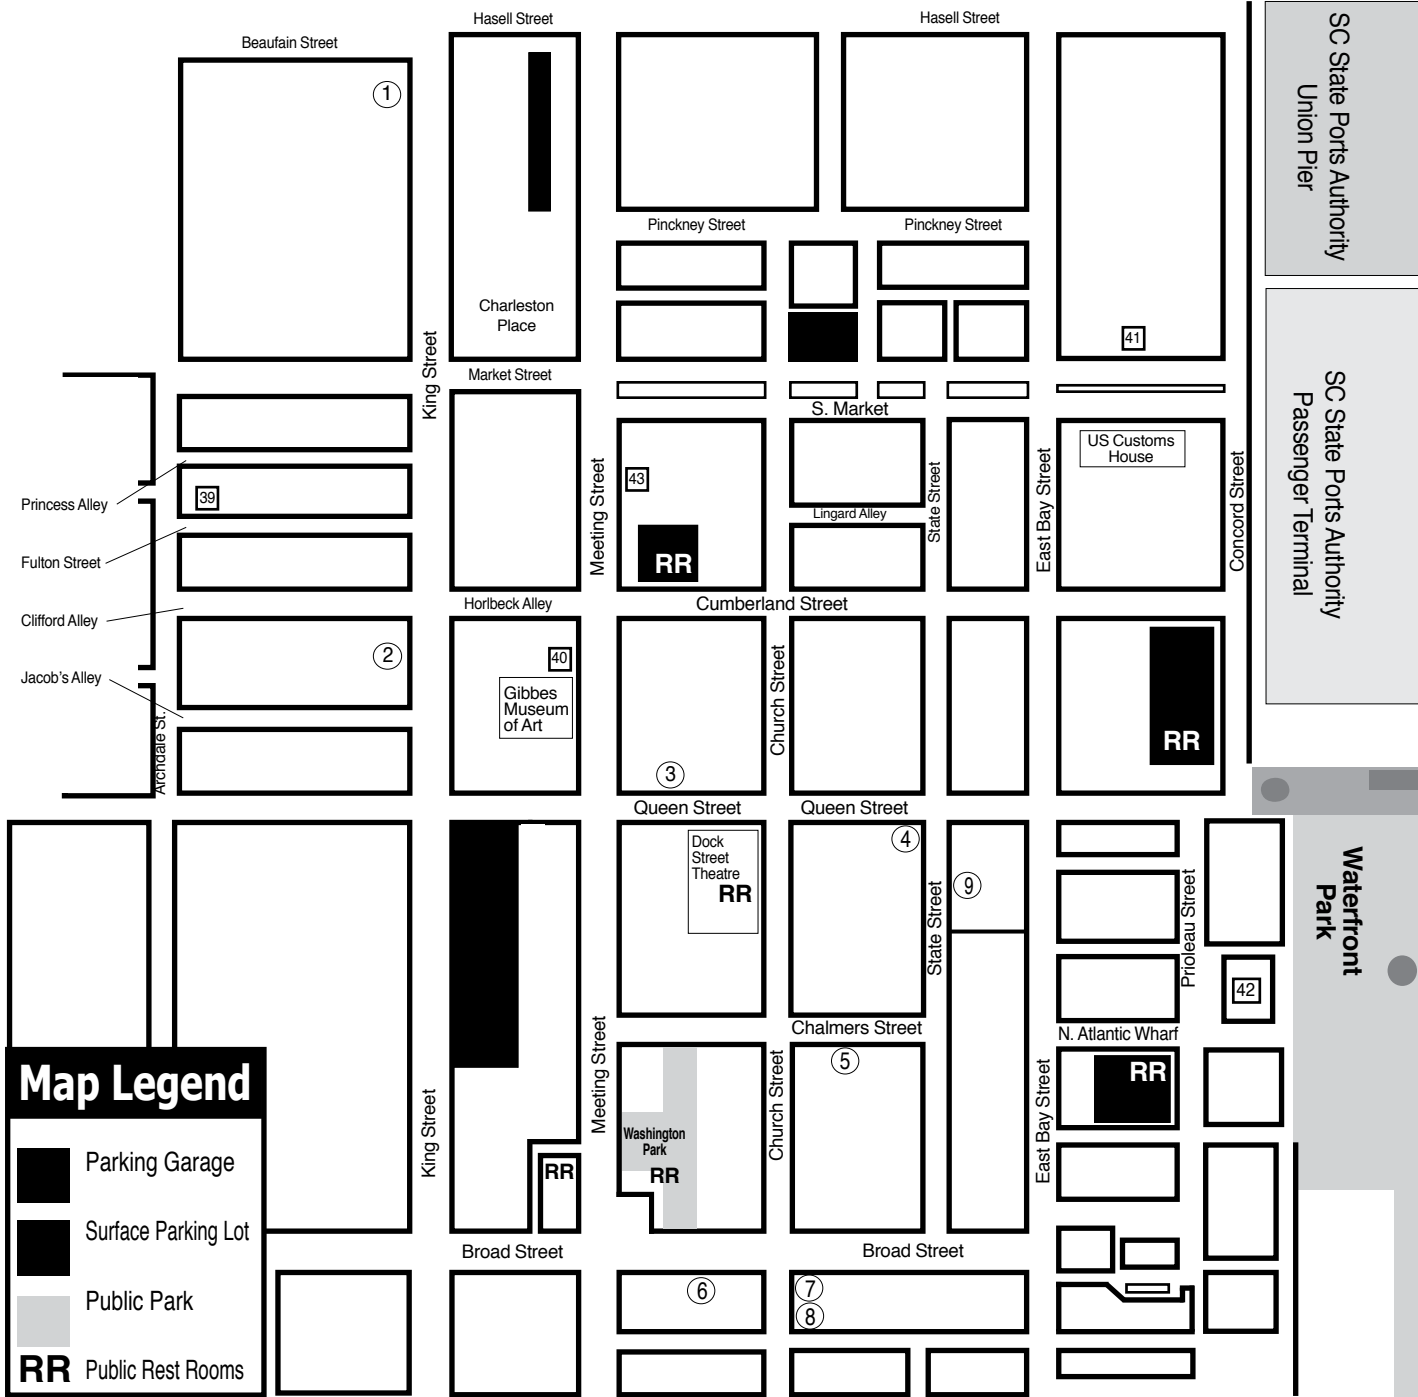 Hasell Street
Hasell Street
Beaufain Street
SC State Ports Authority
Union Pier
1
Pinckney Street
Pinckney Street
Charleston
Place
41
King Street
Market Street
S. Market
SC State Ports Authority
Passenger Terminal
US Customs
House
Princess Alley
39
43
Meeting Street
State Street
East Bay Street
Concord Street
Lingard Alley
Fulton Street
RR
Horlbeck Alley
Cumberland Street
Clifford Alley
2
40
Church Street
Jacob's Alley
Gibbes
Museum
of Art
Archdale St.
RR
3
Queen Street
Queen Street
Dock
Street
Theatre
RR
4
9
State Street
Prioleau Street
Waterfront
Park
42
Chalmers Street
N. Atlantic Wharf
5
RR
King Street
Meeting Street
Church Street
East Bay Street
Washington
Park
RR
RR
Broad Street
Broad Street
6
7
8
Map Legend
Parking Garage
Surface Parking Lot
Public Park
RR Public Rest Rooms